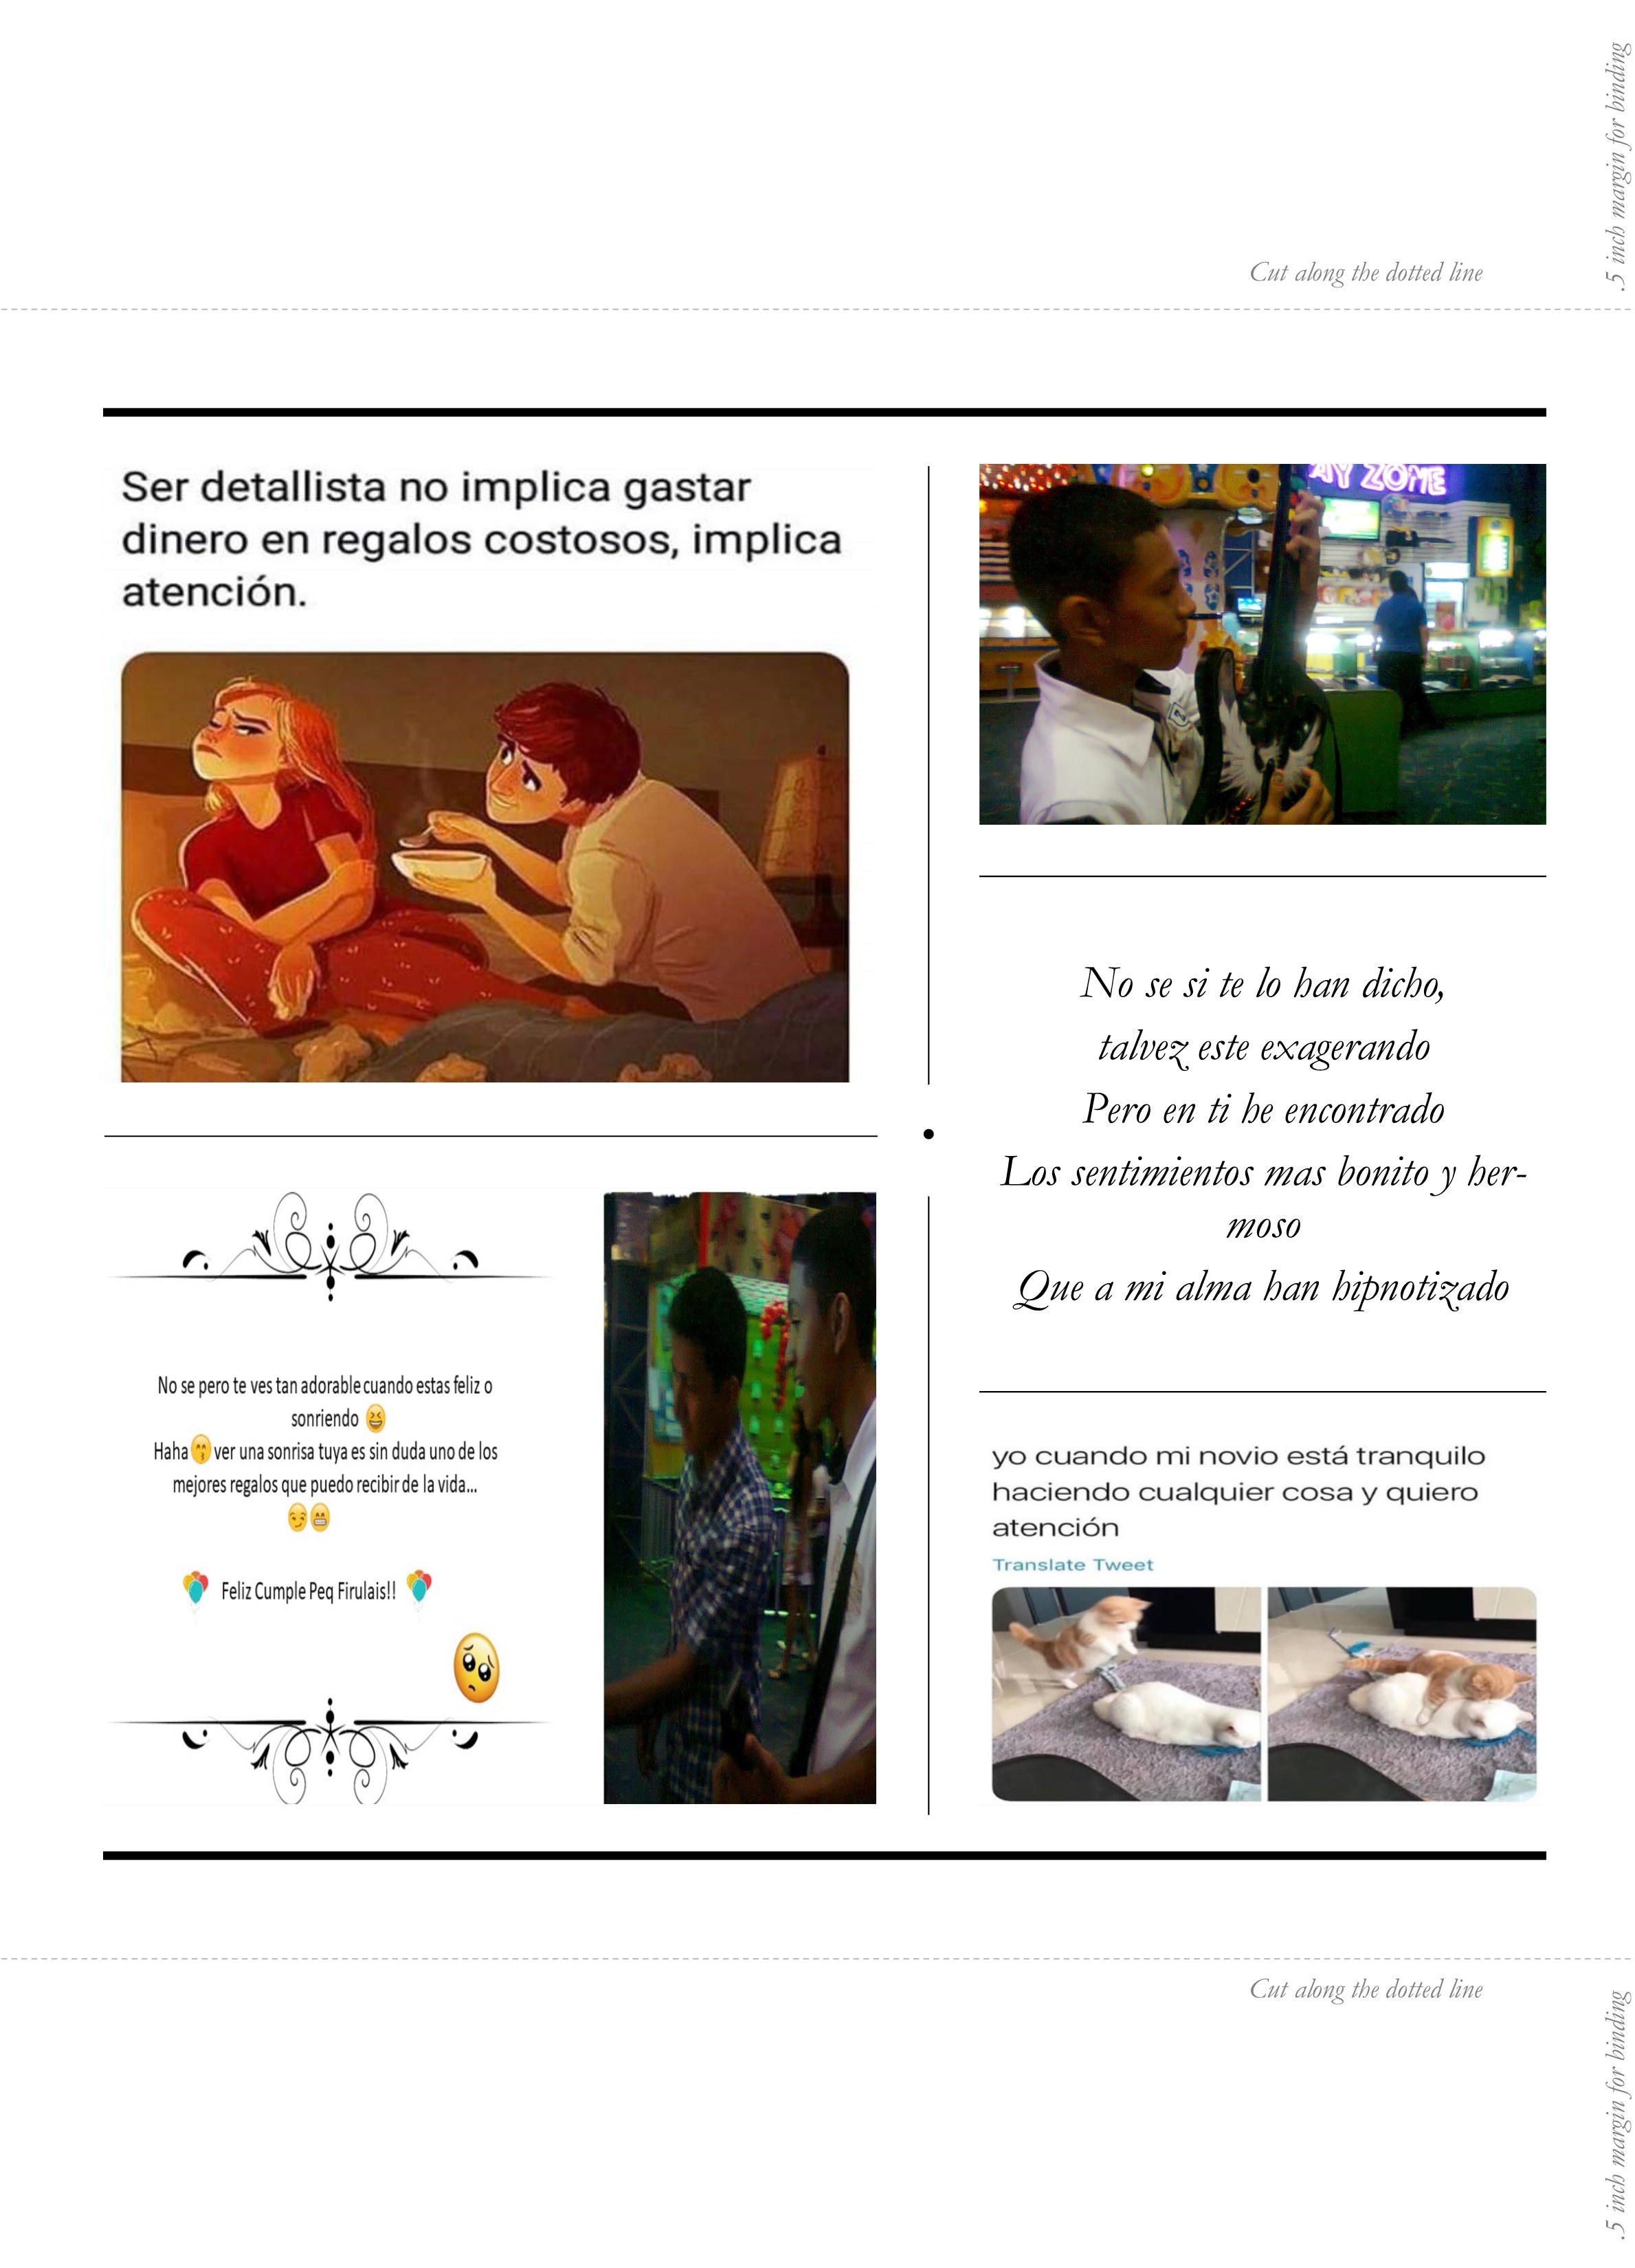 .5 inch margin for binding
Cut along the dotted line
Ser detallista no implica gastar
dinero en regalos costosos, implica
atención.
No se pero te ves tan adorable cuando estas feliz o
sonriendo 😆
Haha 😙 ver una sonrisa tuya es sin duda uno de los
mejores regalos que puedo recibir de la vida...
😏😁
Feliz Cumple Peq Firulais!!
AY ZONE
No se si te lo han dicho,
talvez este exagerando
Pero en ti he encontrado
Los sentimientos mas bonito y her-
moso
Que a mi alma han hipnotizado
yo cuando mi novio está tranquilo
haciendo cualquier cosa y quiero
atención
Translate Tweet
Cut along the dotted line
.5 inch margin for binding